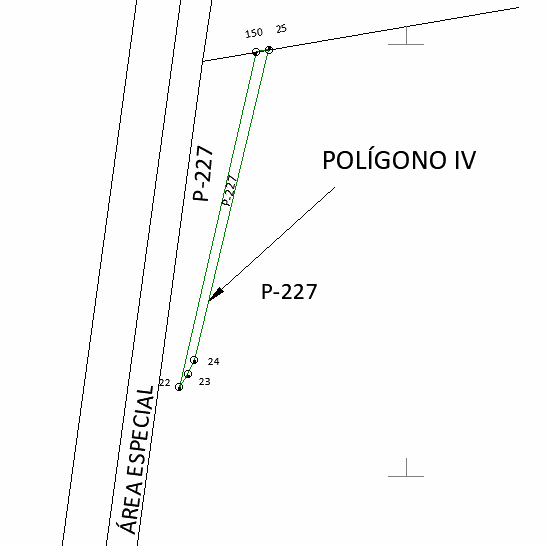 150
25
POLÍGONO IV
P-227
P-227
P-227
24
22
23
ÁREA ESPECIAL